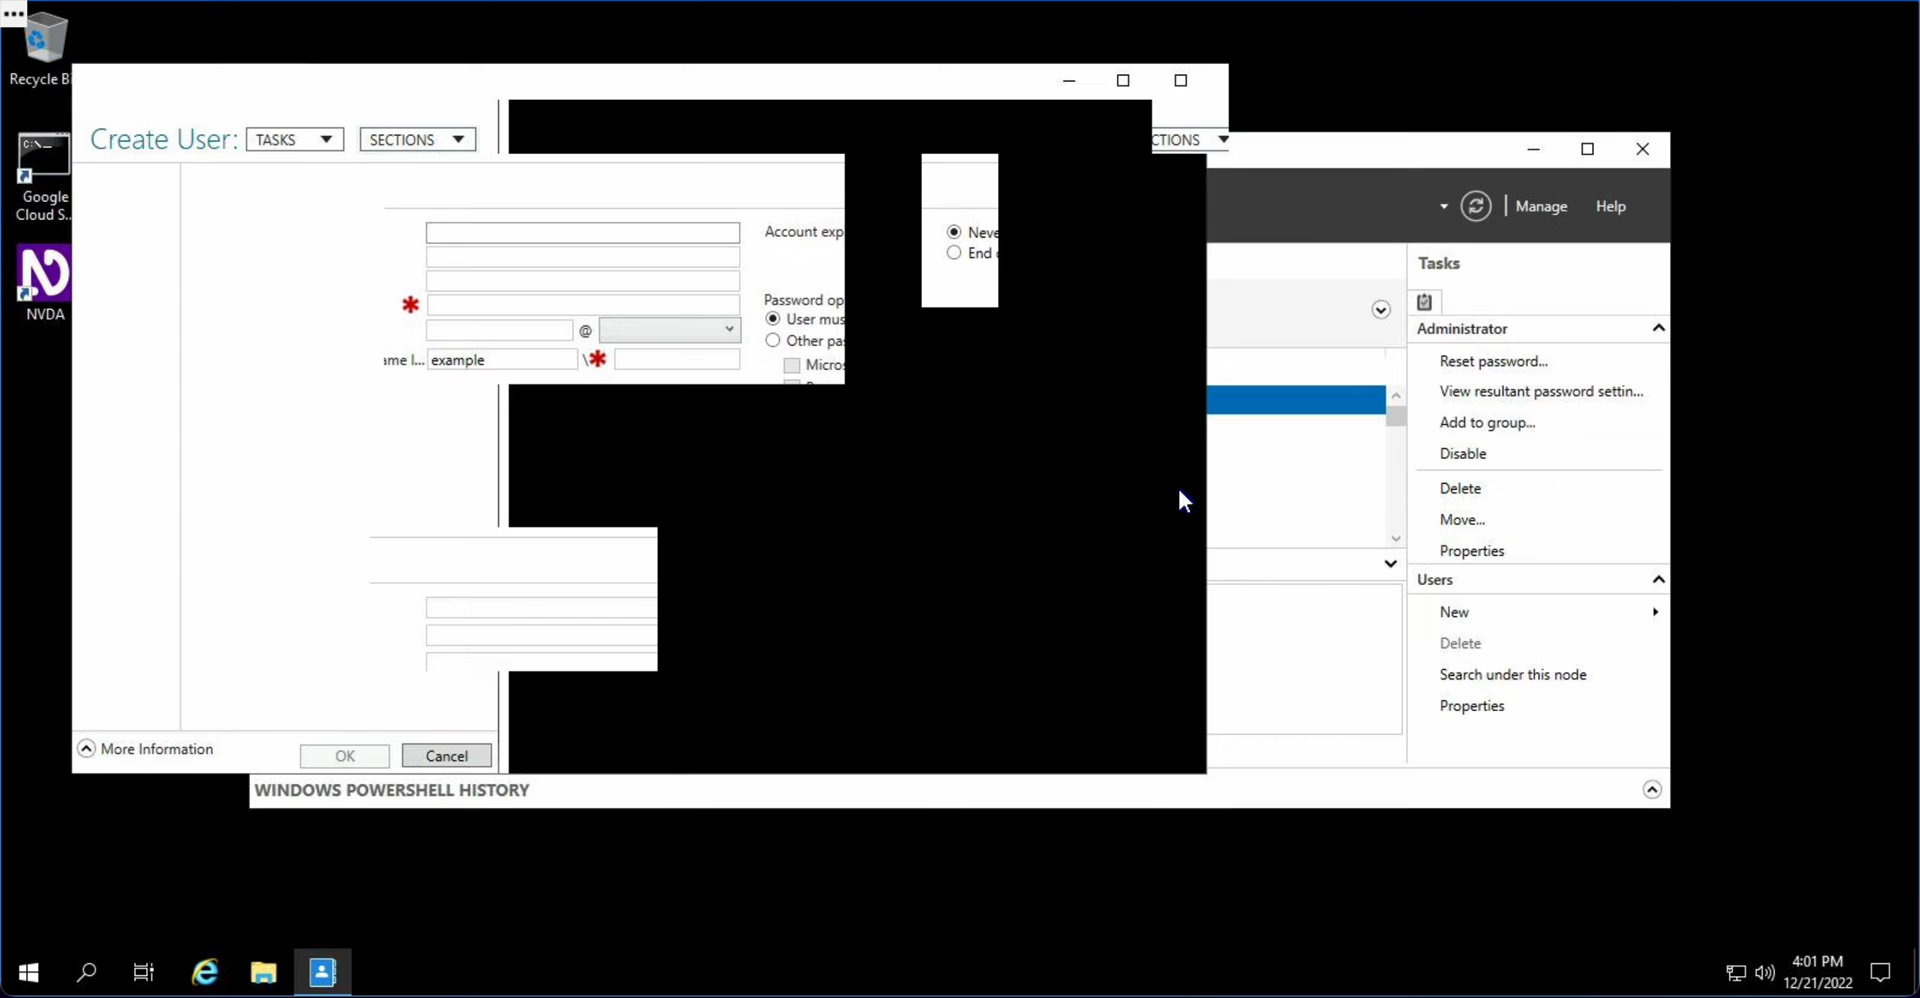 Recycle Bi
Google
Cloud S...
NVDA
Create User:
TASKS
SECTIONS
CTIONS
Account exp
Neve
End
Password op
User mus
Other pa
@
ame l...
example
\
Micros
More Information
OK
Cancel
Manage
Help
Tasks
Administrator
Reset password...
View resultant password settin...
Add to group...
Disable
Delete
Move...
Properties
Users
New
Delete
Search under this node
Properties
WINDOWS POWERSHELL HISTORY
4:01 PM
12/21/2022